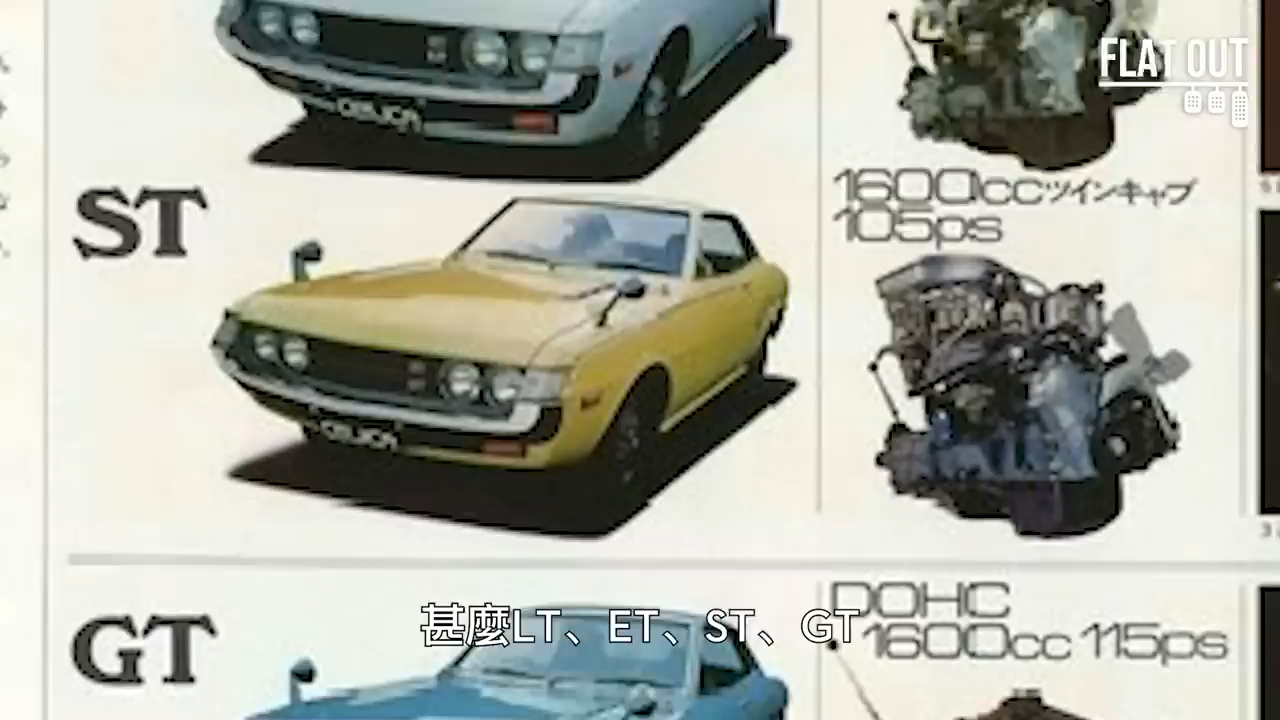 FLAT OUT
CELICA
1600cc ツインキャブ
105ps
ST
CELICA
DOHC
1600cc 115ps
GT
甚麼LT、ET、ST、GT